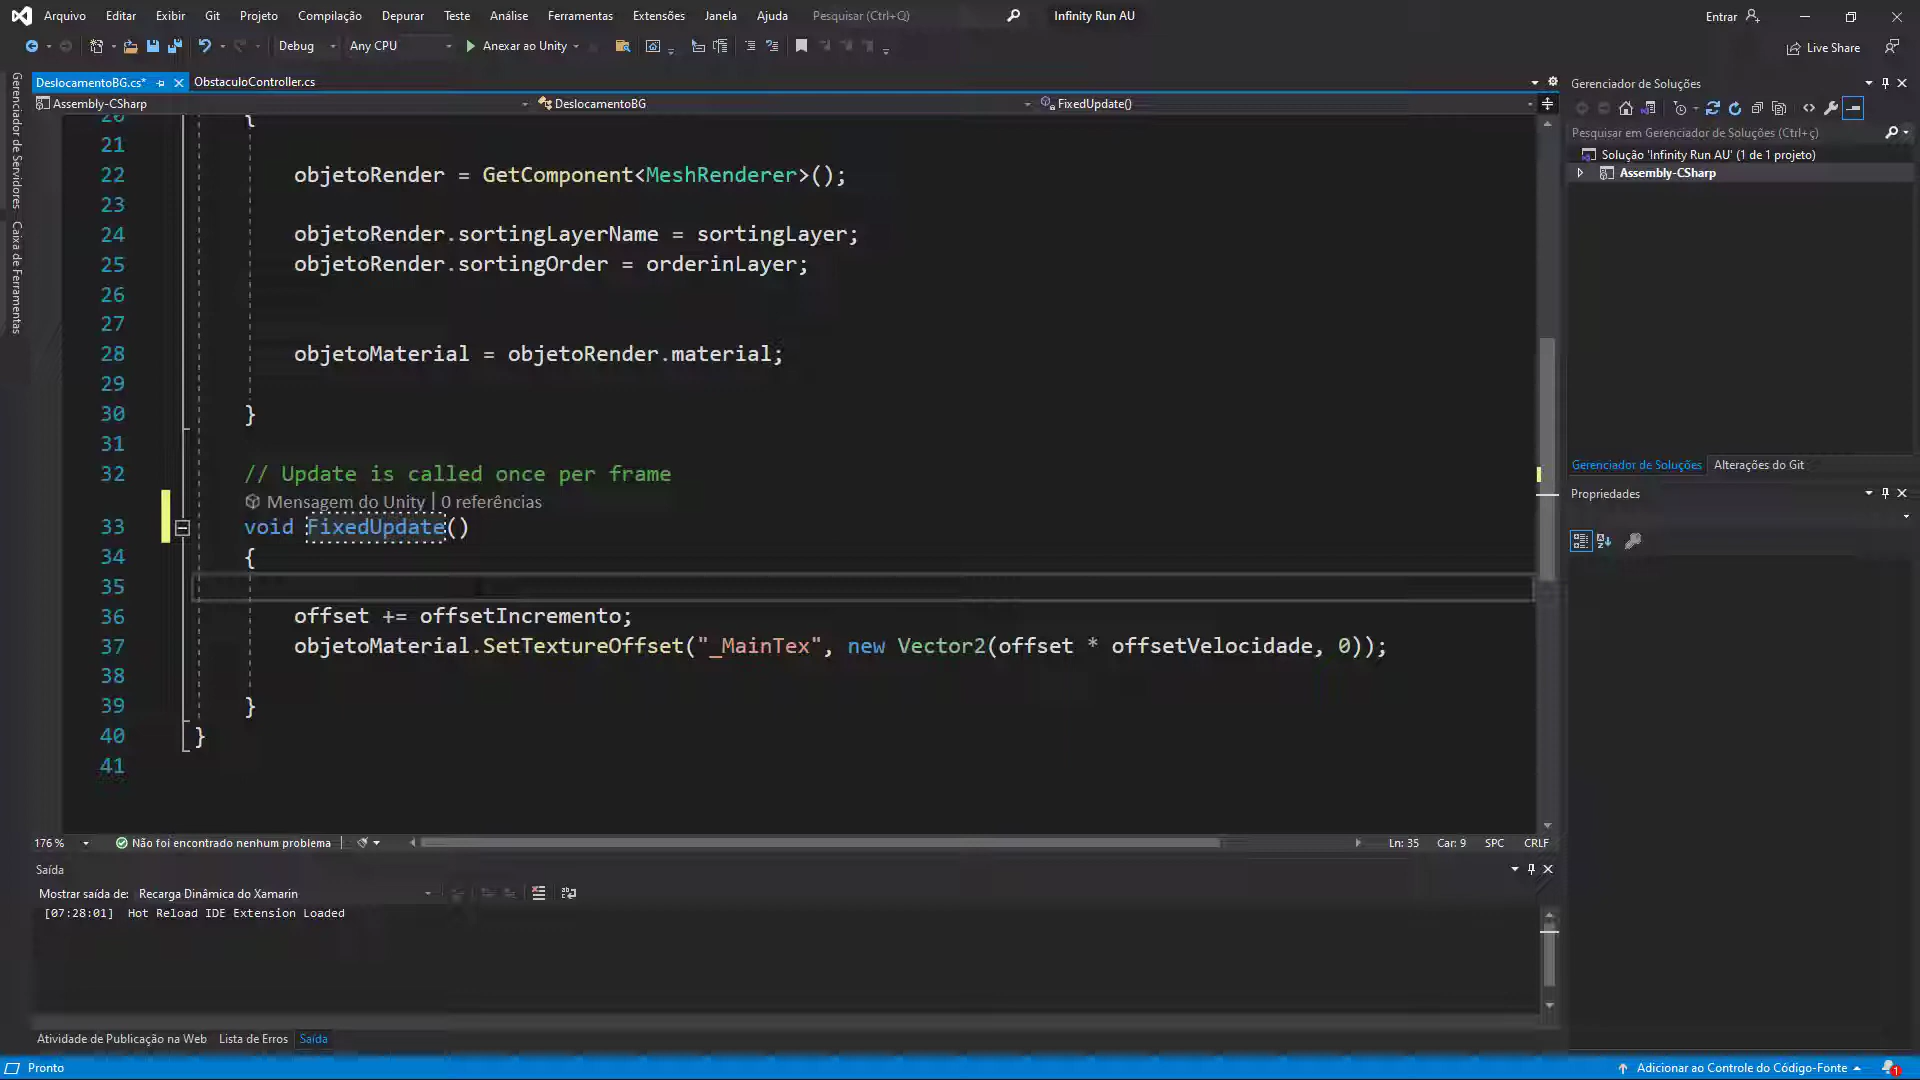 Arquivo Editar Exibir Git Projeto Compilação Depurar Teste Análise Ferramentas Extensões Janela Ajuda Pesquisar (Ctrl+Q) Infinity Run AU Entrar
Debug Any CPU Anexar ao Unity Live Share
DeslocamentoBG.cs* ObstaculoController.cs
Assembly-CSharp DeslocamentoBG FixedUpdate()
Gerenciador de Servidores
Caixa de Ferramentas
20 {
21
22 objetoRender = GetComponent<MeshRenderer>();
23
24 objetoRender.sortingLayerName = sortingLayer;
25 objetoRender.sortingOrder = orderinLayer;
26
27
28 objetoMaterial = objetoRender.material;
29
30 }
31
32 // Update is called once per frame
Mensagem do Unity | 0 referências
33 void FixedUpdate()
34 {
35
36 offset += offsetIncremento;
37 objetoMaterial.SetTextureOffset("_MainTex", new Vector2(offset * offsetVelocidade, 0));
38
39 }
40 }
41
176 % Não foi encontrado nenhum problema Ln: 35 Car: 9 SPC CRLF
Saída
Mostrar saída de: Recarga Dinâmica do Xamarin
[07:28:01] Hot Reload IDE Extension Loaded
Atividade de Publicação na Web Lista de Erros Saída
Gerenciador de Soluções
Pesquisar em Gerenciador de Soluções (Ctrl+ç)
Solução 'Infinity Run AU' (1 de 1 projeto)
Assembly-CSharp
Gerenciador de Soluções Alterações do Git
Propriedades
Pronto Adicionar ao Controle do Código-Fonte 1